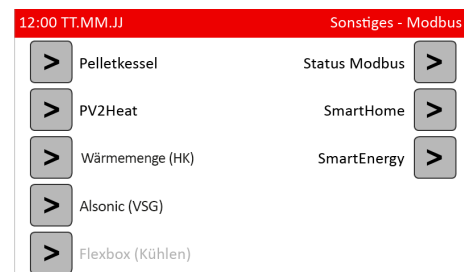 12:00 TT.MM.JJ Sonstiges - Modbus
> Pelletkessel Status Modbus >
> PV2Heat SmartHome >
> Wärmemenge (HK) SmartEnergy >
> Alsonic (VSG)
> Flexbox (Kühlen)